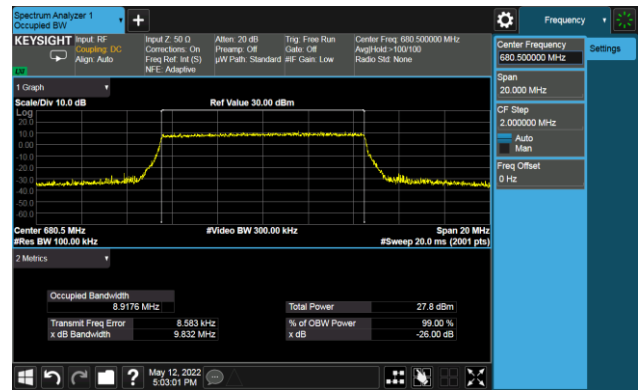 Spectrum Analyzer 1
Occupied BW
+
Frequency
KEYSIGHT
Input: RF
Coupling: DC
Align: Auto
Input Z: 50 Ω
Corrections: On
Freq Ref: Int (S)
NFE: Adaptive
Atten: 20 dB
Preamp: Off
µW Path: Standard
Trig: Free Run
Gate: Off
#IF Gain: Low
Center Freq: 680.500000 MHz
Avg|Hold:>100/100
Radio Std: None
Center Frequency
680.500000 MHz
Settings
Span
20.000 MHz
CF Step
2.000000 MHz
Auto
Man
Freq Offset
0 Hz
1 Graph
Scale/Div 10.0 dB
Ref Value 30.00 dBm
Log
20.0
10.0
0.00
-10.0
-20.0
-30.0
-40.0
-50.0
-60.0
Center 680.5 MHz
#Video BW 300.00 kHz
Span 20 MHz
#Res BW 100.00 kHz
#Sweep 20.0 ms (2001 pts)
2 Metrics
Occupied Bandwidth
8.9176 MHz
Total Power 27.8 dBm
Transmit Freq Error 8.583 kHz
% of OBW Power 99.00 %
x dB Bandwidth 9.832 MHz
x dB -26.00 dB
?
May 12, 2022
5:03:01 PM